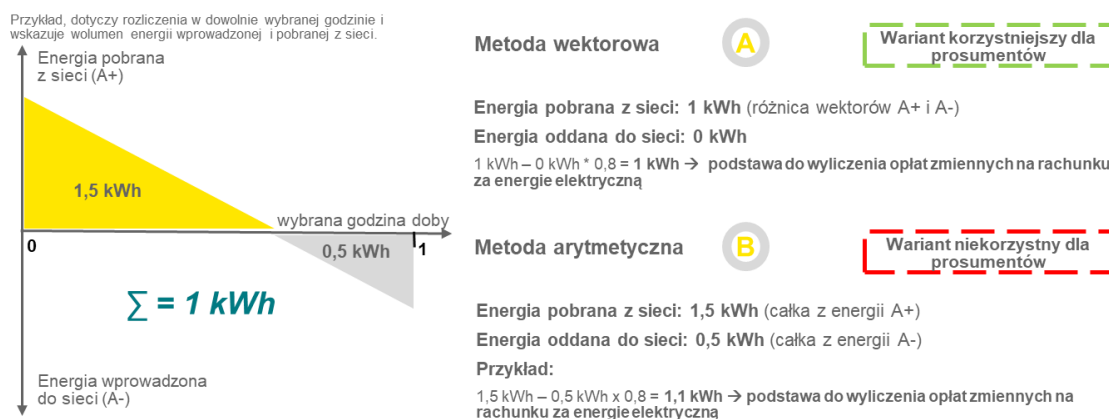 Przykład, dotyczy rozliczenia w dowolnie wybranej godzinie i
wskazuje wolumen energii wprowadzonej i pobranej z sieci.
Energia pobrana
z sieci (A+)
1,5 kWh
wybrana godzina doby
0
0,5 kWh
1
∑ = 1 kWh
Energia wprowadzona
do sieci (A-)
Metoda wektorowa
A
Wariant korzystniejszy dla
prosumentów
Energia pobrana z sieci: 1 kWh (różnica wektorów A+ i A-)
Energia oddana do sieci: 0 kWh
1 kWh – 0 kWh * 0,8 = 1 kWh → podstawa do wyliczenia opłat zmiennych na rachunku
za energie elektryczną
Metoda arytmetyczna
B
Wariant niekorzystny dla
prosumentów
Energia pobrana z sieci: 1,5 kWh (całka z energii A+)
Energia oddana do sieci: 0,5 kWh (całka z energii A-)
Przykład:
1,5 kWh – 0,5 kWh x 0,8 = 1,1 kWh → podstawa do wyliczenia opłat zmiennych na
rachunku za energie elektryczną